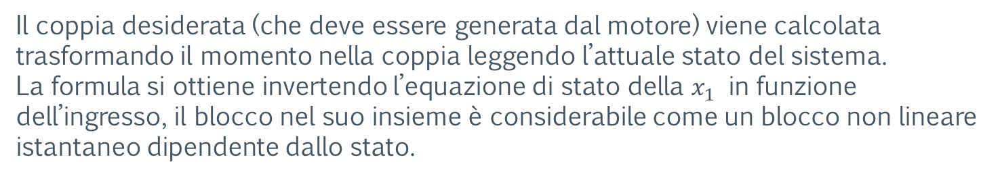 Il coppia desiderata (che deve essere generata dal motore) viene calcolata
trasformando il momento nella coppia leggendo l’attuale stato del sistema.
La formula si ottiene invertendo l’equazione di stato della x₁ in funzione
dell’ingresso, il blocco nel suo insieme è considerabile come un blocco non lineare
istantaneo dipendente dallo stato.